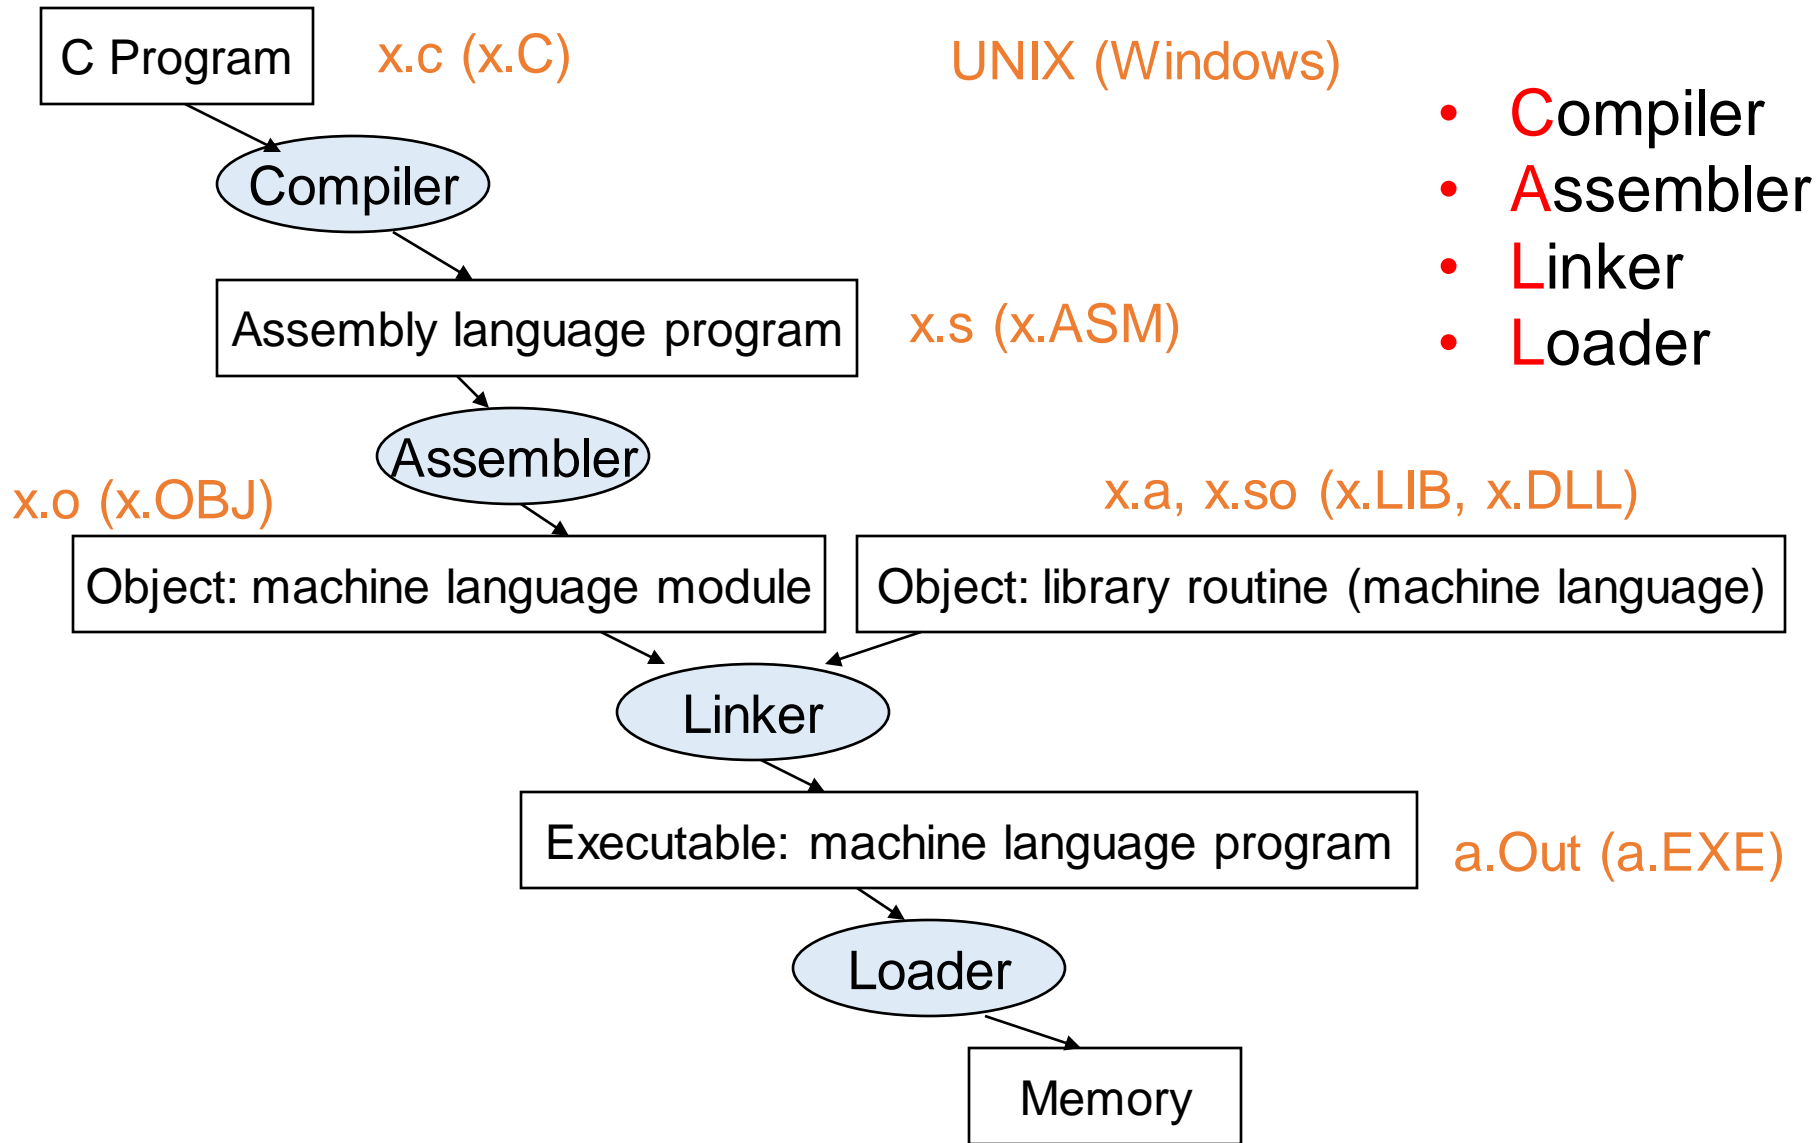 C Program
x.c (x.C)
UNIX (Windows)
• Compiler
• Assembler
• Linker
• Loader
Compiler
Assembly language program
x.s (x.ASM)
Assembler
x.o (x.OBJ)
x.a, x.so (x.LIB, x.DLL)
Object: machine language module
Object: library routine (machine language)
Linker
Executable: machine language program
a.Out (a.EXE)
Loader
Memory